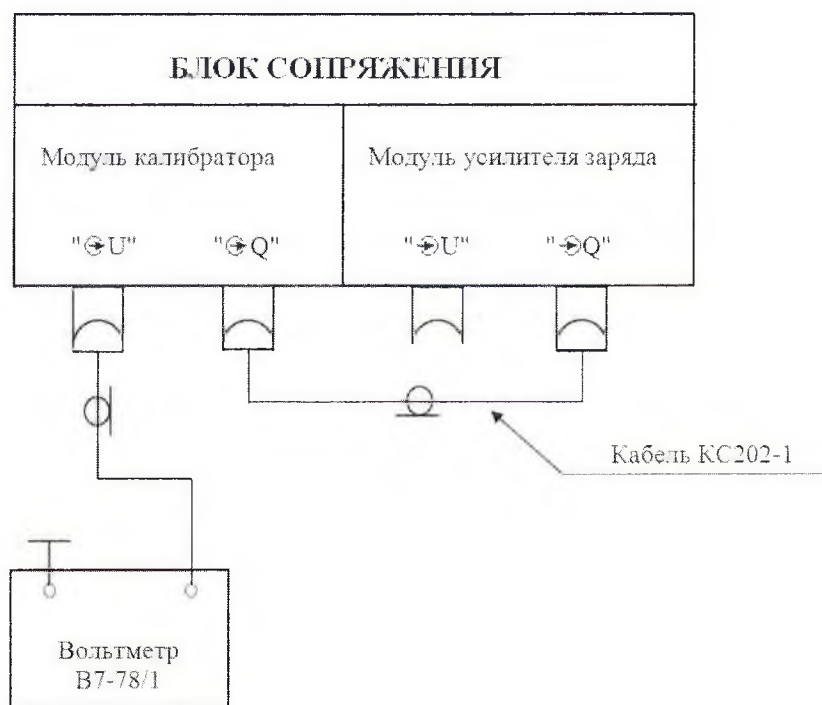 БЛОК СОПРЯЖЕНИЯ
Модуль калибратора
Модуль усилителя заряда
"U"
"Q"
"U"
"Q"
Кабель КС202-1
Вольтметр
В7-78/1